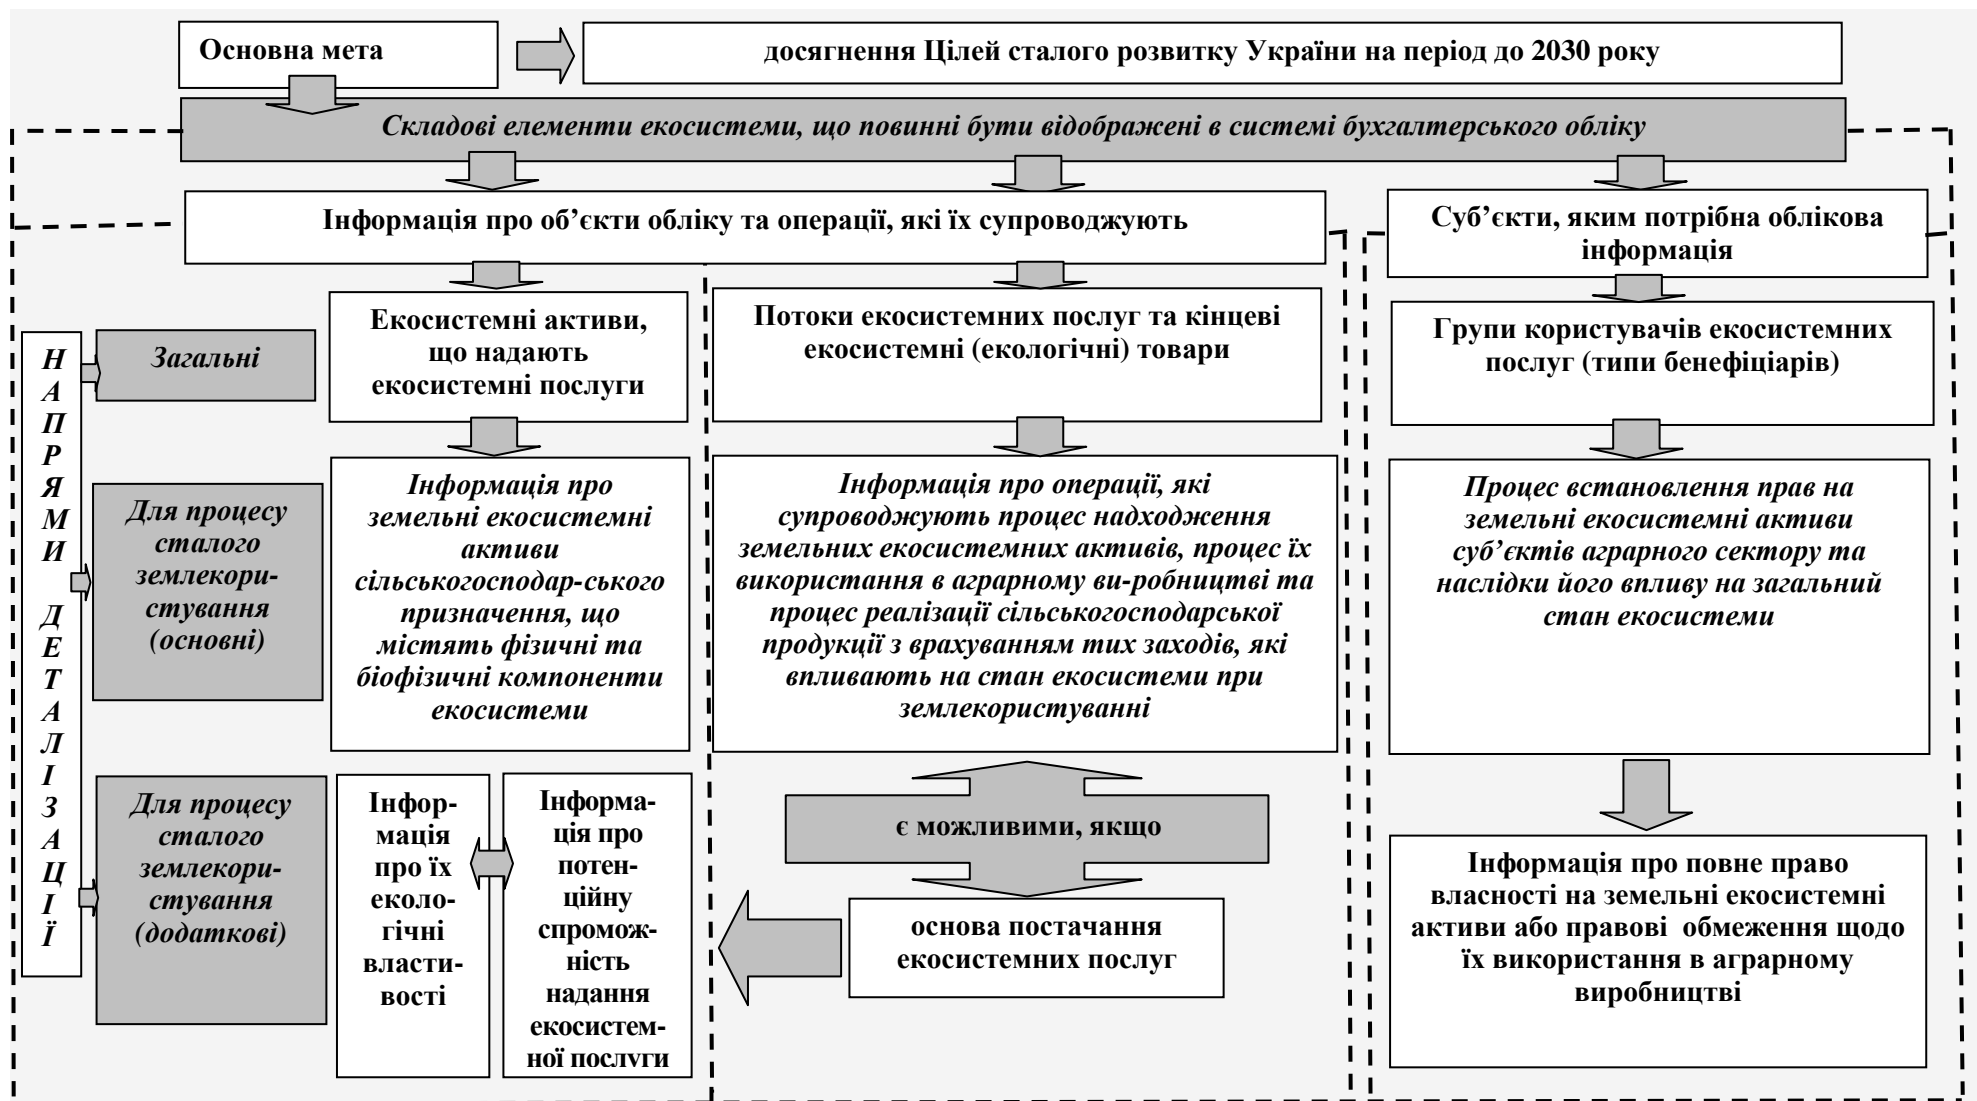 Основна мета
досягнення Цілей сталого розвитку України на період до 2030 року
Складові елементи екосистеми, що повинні бути відображені в системі бухгалтерського обліку
Інформація про об’єкти обліку та операції, які їх супроводжують
Суб’єкти, яким потрібна облікова
інформація
Н
А
П
Р
Я
М
И
Д
Е
Т
А
Л
І
З
А
Ц
І
Ї
Загальні
Екосистемні активи,
що надають
екосистемні послуги
Потоки екосистемних послуг та кінцеві
екосистемні (екологічні) товари
Групи користувачів екосистемних
послуг (типи бенефіціарів)
Для процесу
сталого
землекори-
стування
(основні)
Інформація про
земельні екосистемні
активи
сільськогосподар-ського
призначення, що
містять фізичні та
біофізичні компоненти
екосистеми
Інформація про операції, які
супроводжують процес надходження
земельних екосистемних активів, процес їх
використання в аграрному ви-робництві та
процес реалізації сільськогосподарської
продукції з врахуванням тих заходів, які
впливають на стан екосистеми при
землекористуванні
Процес встановлення прав на
земельні екосистемні активи
суб’єктів аграрного сектору та
наслідки його впливу на загальний
стан екосистеми
Для процесу
сталого
землекори-
стування
(додаткові)
Інфор-
мація
про їх
еколо-
гічні
власти-
вості
Інформа-
ція про
потен-
ційну
спромож-
ність
надання
екосистем-
ної послуги
є можливими, якщо
основа постачання
екосистемних послуг
Інформація про повне право
власності на земельні екосистемні
активи або правові обмеження щодо
їх використання в аграрному
виробництві